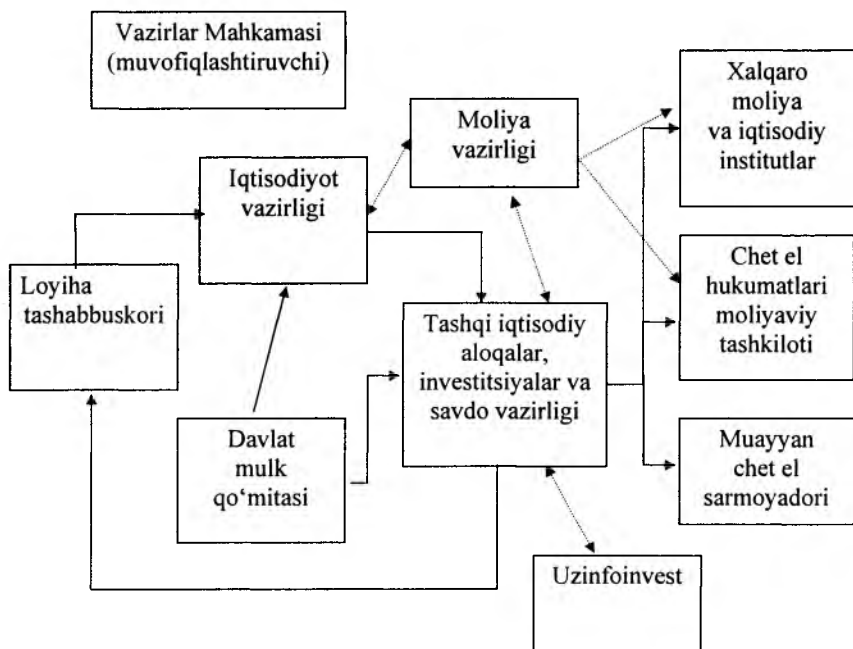 Vazirlar Mahkamasi
(muvofiqlashtiruvchi)
Xalqaro
moliya
va iqtisodiy
institutlar
Moliya
vazirligi
Iqtisodiyot
vazirligi
Loyiha
tashabbuskori
Chet el
hukumatlari
moliyaviy
tashkiloti
Tashqi iqtisodiy
aloqalar,
investitsiyalar va
savdo vazirligi
Davlat
mulk
qo‘mitasi
Muayyan
chet el
sarmoyadori
Uzinfoinvest